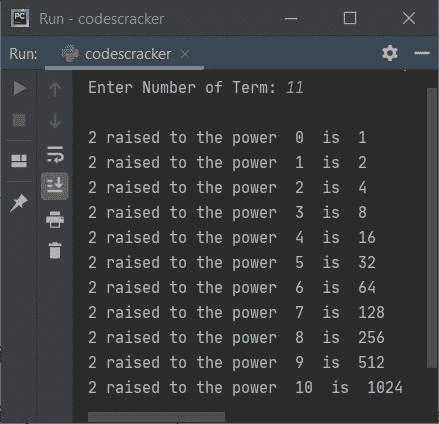 PC Run - codescracker
Run: codescracker
Enter Number of Term: 11
2 raised to the power  0  is  1
2 raised to the power  1  is  2
2 raised to the power  2  is  4
2 raised to the power  3  is  8
2 raised to the power  4  is  16
2 raised to the power  5  is  32
2 raised to the power  6  is  64
2 raised to the power  7  is  128
2 raised to the power  8  is  256
2 raised to the power  9  is  512
2 raised to the power  10  is  1024